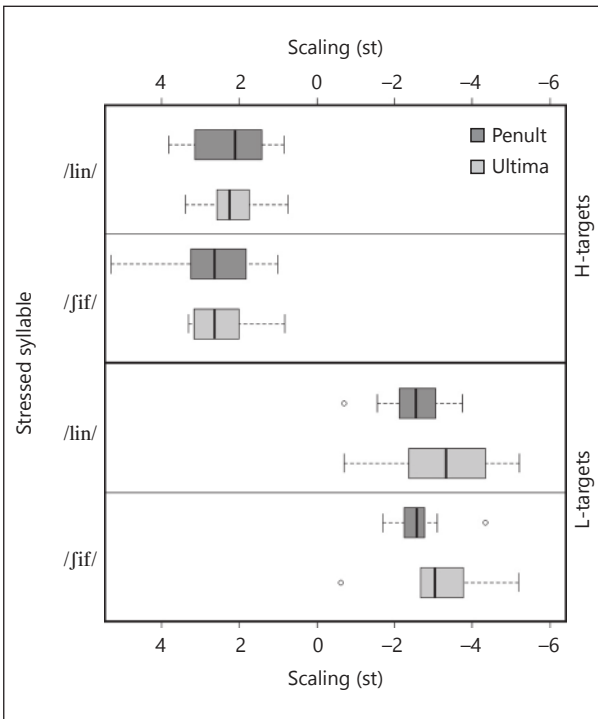 Scaling (st)
4 2 0 –2 –4 –6
Penult
Ultima
/lin/
/ʃif/
H-targets
Stressed syllable
/lin/
/ʃif/
L-targets
4 2 0 –2 –4 –6
Scaling (st)